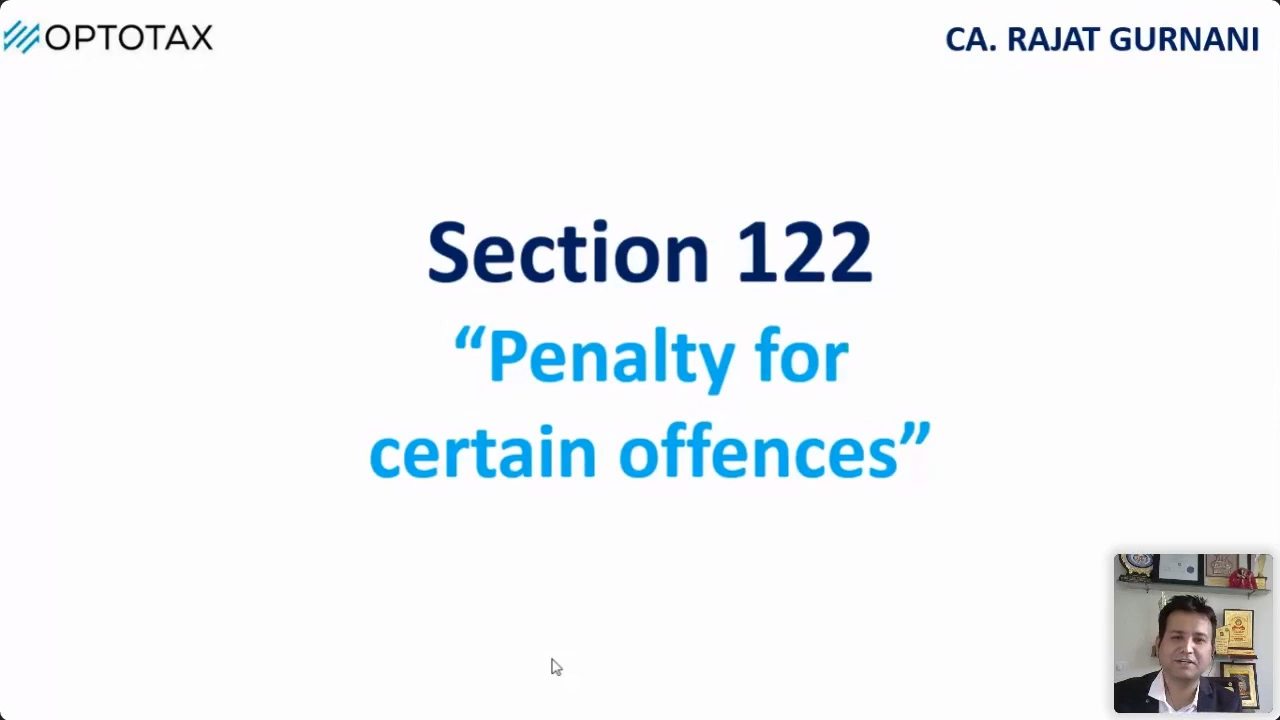 OPTOTAX
CA. RAJAT GURNANI
Section 122
“Penalty for
certain offences”